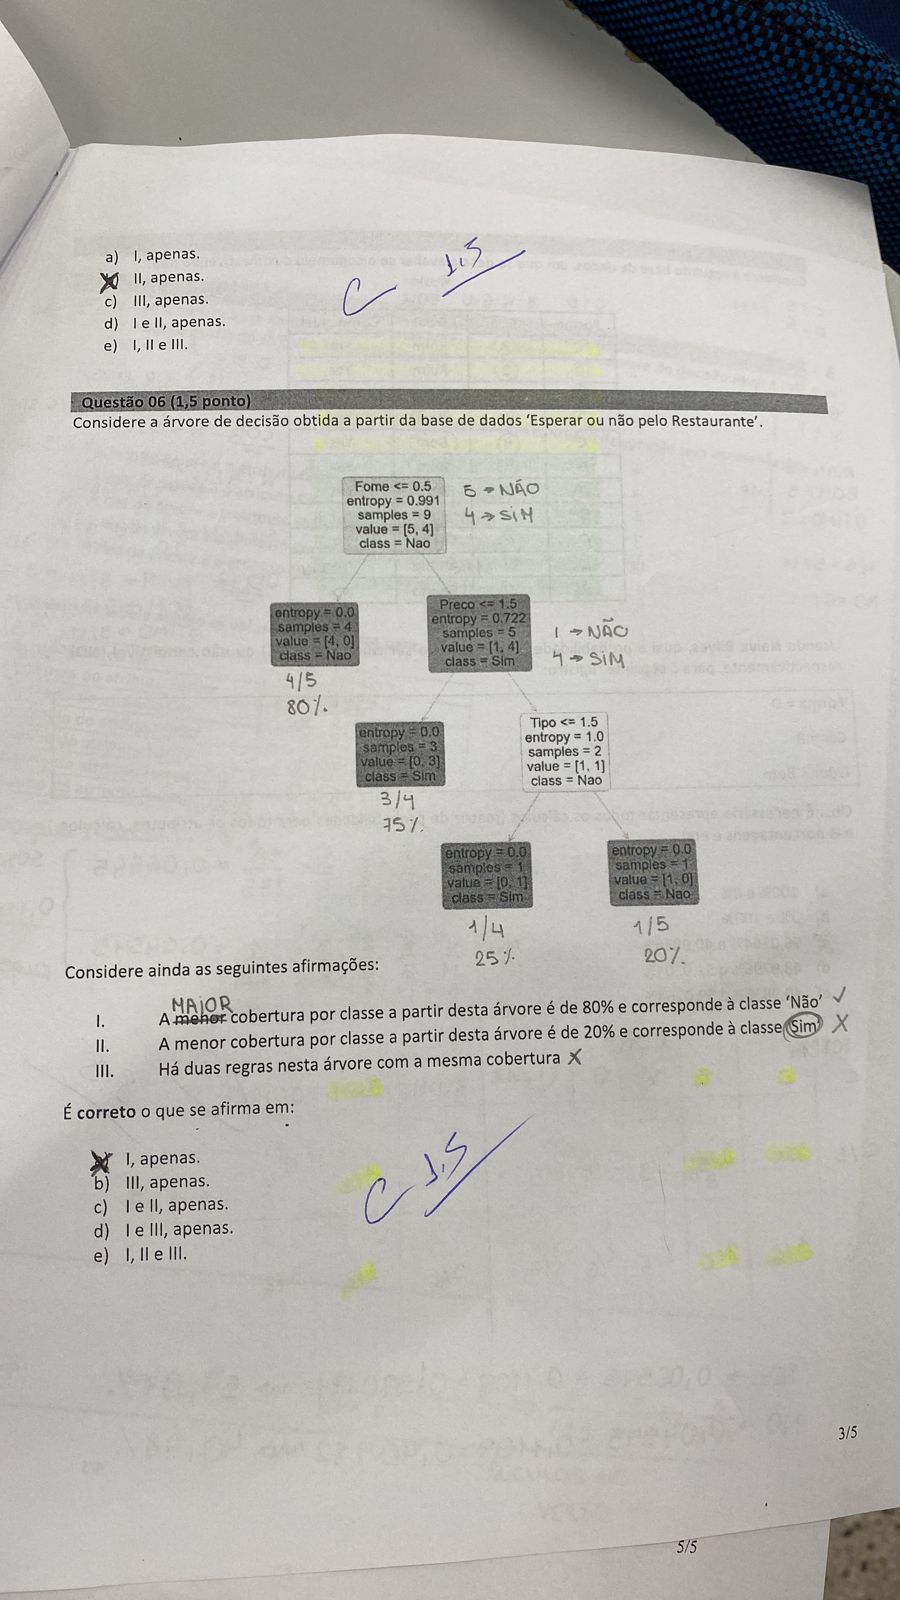 a) I, apenas.
b) II, apenas.
c) III, apenas.
d) I e II, apenas.
e) I, II e III.
C 1,5
Questão 06 (1,5 ponto)
Considere a árvore de decisão obtida a partir da base de dados ‘Esperar ou não pelo Restaurante’.
Fome <= 0.5
entropy = 0.991
samples = 9
value = [5, 4]
class = Nao
5 → NÃO
4 → SIM
entropy = 0.0
samples = 4
value = [4, 0]
class = Nao
4/5
80%
Preco <= 1.5
entropy = 0.722
samples = 5
value = [1, 4]
class = Sim
1 → NÃO
4 → SIM
entropy = 0.0
samples = 3
value = [0, 3]
class = Sim
3/4
75%
Tipo <= 1.5
entropy = 1.0
samples = 2
value = [1, 1]
class = Nao
entropy = 0.0
samples = 1
value = [0, 1]
class = Sim
1/4
25%
entropy = 0.0
samples = 1
value = [1, 0]
class = Nao
1/5
20%
Considere ainda as seguintes afirmações:
MAIOR
I. A menor cobertura por classe a partir desta árvore é de 80% e corresponde à classe ‘Não’ ✓
II. A menor cobertura por classe a partir desta árvore é de 20% e corresponde à classe ‘Sim’ X
III. Há duas regras nesta árvore com a mesma cobertura X
É correto o que se afirma em:
a) I, apenas.
b) III, apenas.
c) I e II, apenas.
d) I e III, apenas.
e) I, II e III.
C 1,5
3/5
5/5